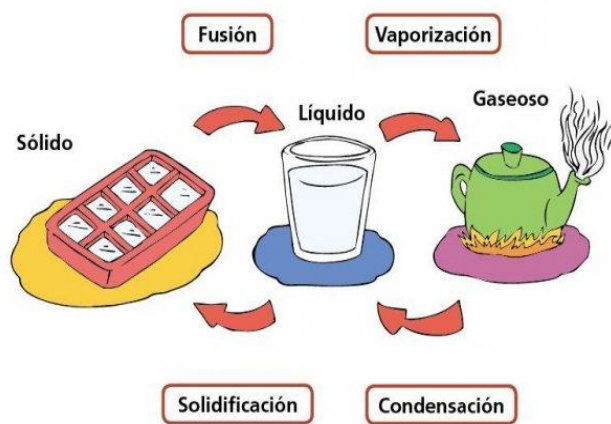 Fusión
Vaporización
Sólido
Líquido
Gaseoso
Solidificación
Condensación